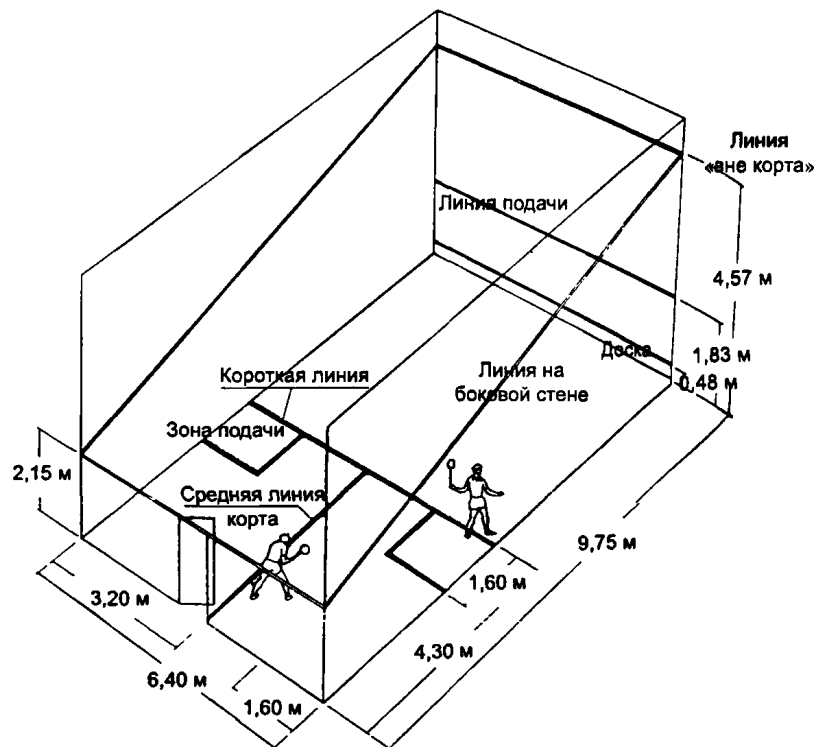 Линия
«вне корта»
Линия подачи
4,57 м
Доска
1,83 м
0,48 м
Линия на
боковой стене
Короткая линия
Зона подачи
2,15 м
Средняя линия
корта
9,75 м
1,60 м
3,20 м
4,30 м
6,40 м
1,60 м